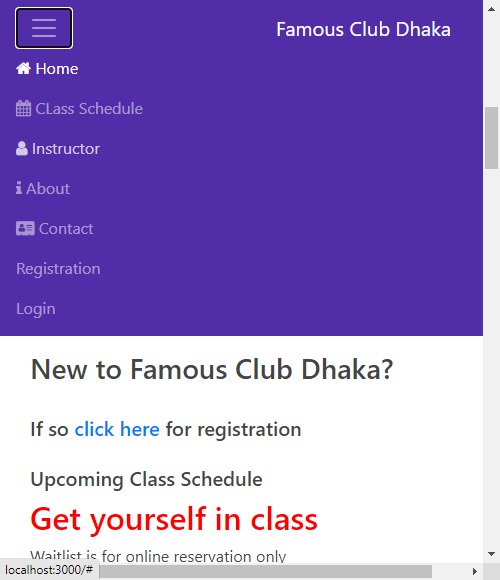 Famous Club Dhaka
Home
CLass Schedule
Instructor
About
Contact
Registration
Login
New to Famous Club Dhaka?
If so click here for registration
Upcoming Class Schedule
Get yourself in class
Waitlist is for online reservation only
localhost:3000/#